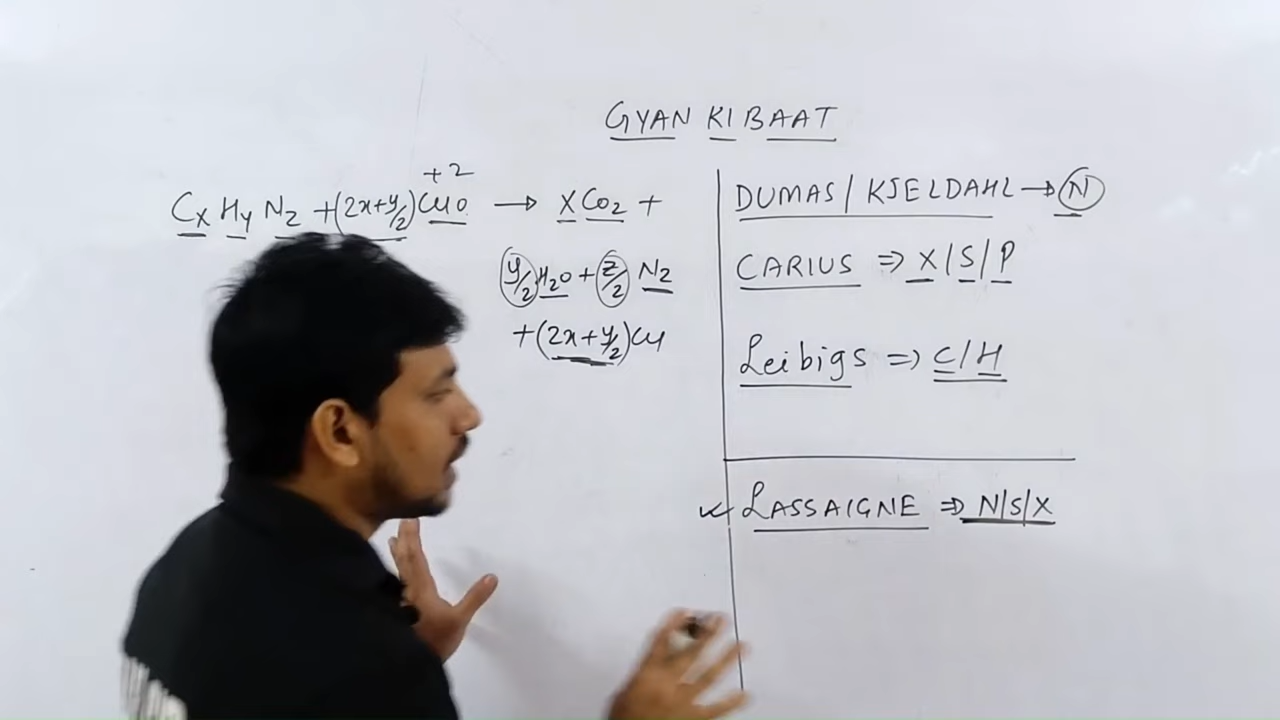 GYAN KI BAAT
+2
CxHyNz +(2x+y/2)CuO → xCO2 +
y/2 H2O + z/2 N2
+(2x+y/2)Cu
DUMAS/KJELDAHL → N
CARIUS ⇒ X/S/P
Leibigs ⇒ C/H
LASSAIGNE ⇒ N/S/X